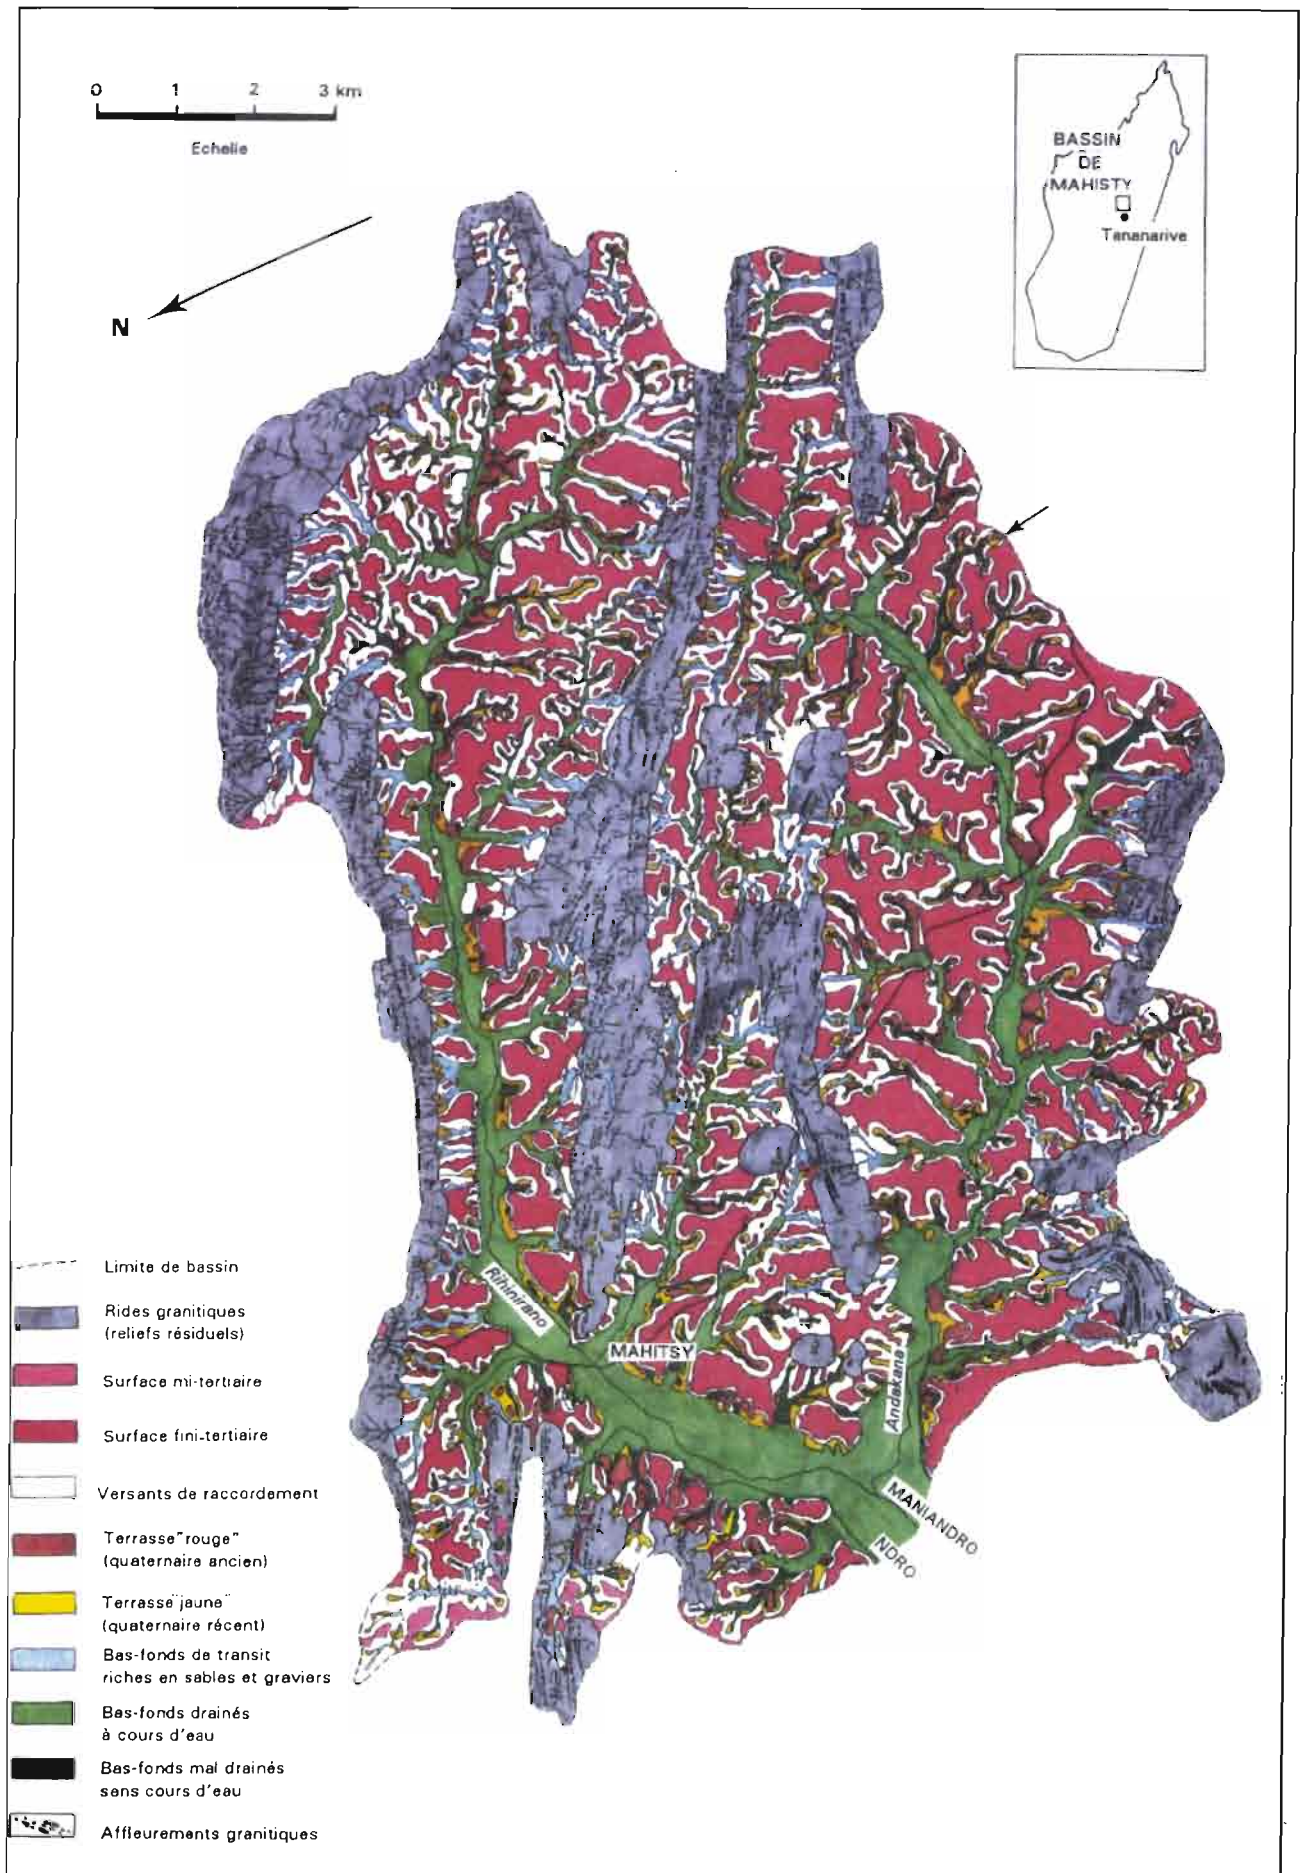 0 1 2 3 km
Echelle
N
BASSIN
DE
MAHISTY
Tananarive
Rihinirano
MAHITSY
Andakana
MANIANDRO
NDRO
Limite de bassin
Rides granitiques
(reliefs résiduels)
Surface mi-tertiaire
Surface fini-tertiaire
Versants de raccordement
Terrasse "rouge"
(quaternaire ancien)
Terrasse "jaune"
(quaternaire récent)
Bas-fonds de transit
riches en sables et graviers
Bas-fonds drainés
à cours d'eau
Bas-fonds mal drainés
sans cours d'eau
Affleurements granitiques